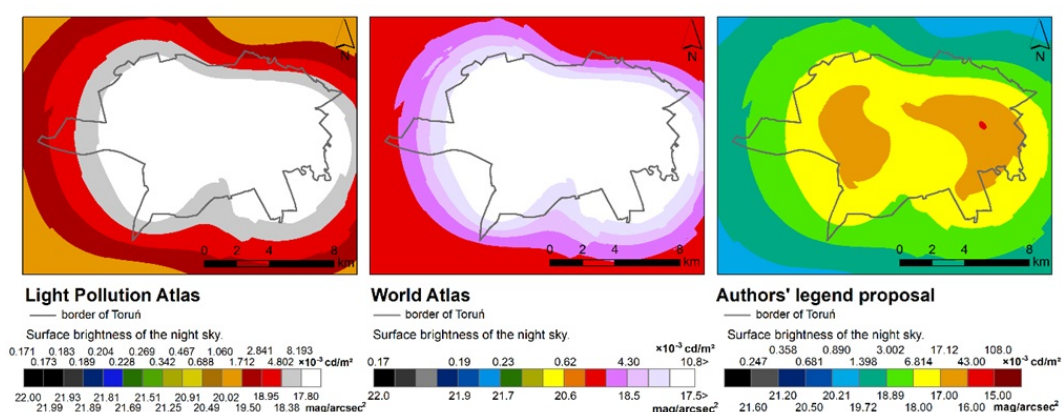 N
0 2 4 8
km
Light Pollution Atlas
border of Toruń
Surface brightness of the night sky.
0.171 0.183 0.204 0.269 0.467 1.060 2.841 8.193
0.173 0.189 0.228 0.342 0.688 1.712 4.802 ×10⁻³ cd/m²
22.00 21.93 21.81 21.51 20.91 20.02 18.95 17.80
21.99 21.89 21.69 21.25 20.49 19.50 18.38 mag/arcsec²
N
0 2 4 8
km
World Atlas
border of Toruń
Surface brightness of the night sky.
×10⁻³ cd/m²
0.17 0.19 0.23 0.62 4.30 10.8>
22.0 21.9 21.7 20.6 18.5 17.5>
mag/arcsec²
N
0 2 4 8
km
Authors' legend proposal
border of Toruń
Surface brightness of the night sky.
0.358 0.890 3.002 17.12 108.0
0.247 0.681 1.398 6.814 43.00 ×10⁻³ cd/m²
21.20 20.21 18.89 17.00 15.00
21.60 20.50 19.72 18.00 16.00 mag/arcsec²